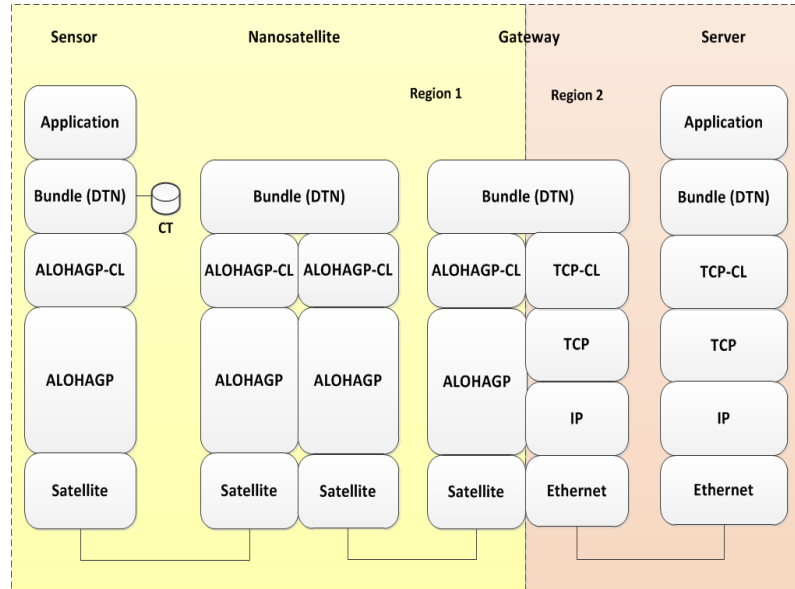 Sensor
Nanosatellite
Gateway
Server
Region 1
Region 2
Application
Application
Bundle (DTN)
CT
Bundle (DTN)
Bundle (DTN)
Bundle (DTN)
ALOHAGP-CL
ALOHAGP-CL
ALOHAGP-CL
ALOHAGP-CL
TCP-CL
TCP-CL
ALOHAGP
ALOHAGP
ALOHAGP
ALOHAGP
TCP
TCP
IP
IP
Satellite
Satellite
Satellite
Satellite
Ethernet
Ethernet